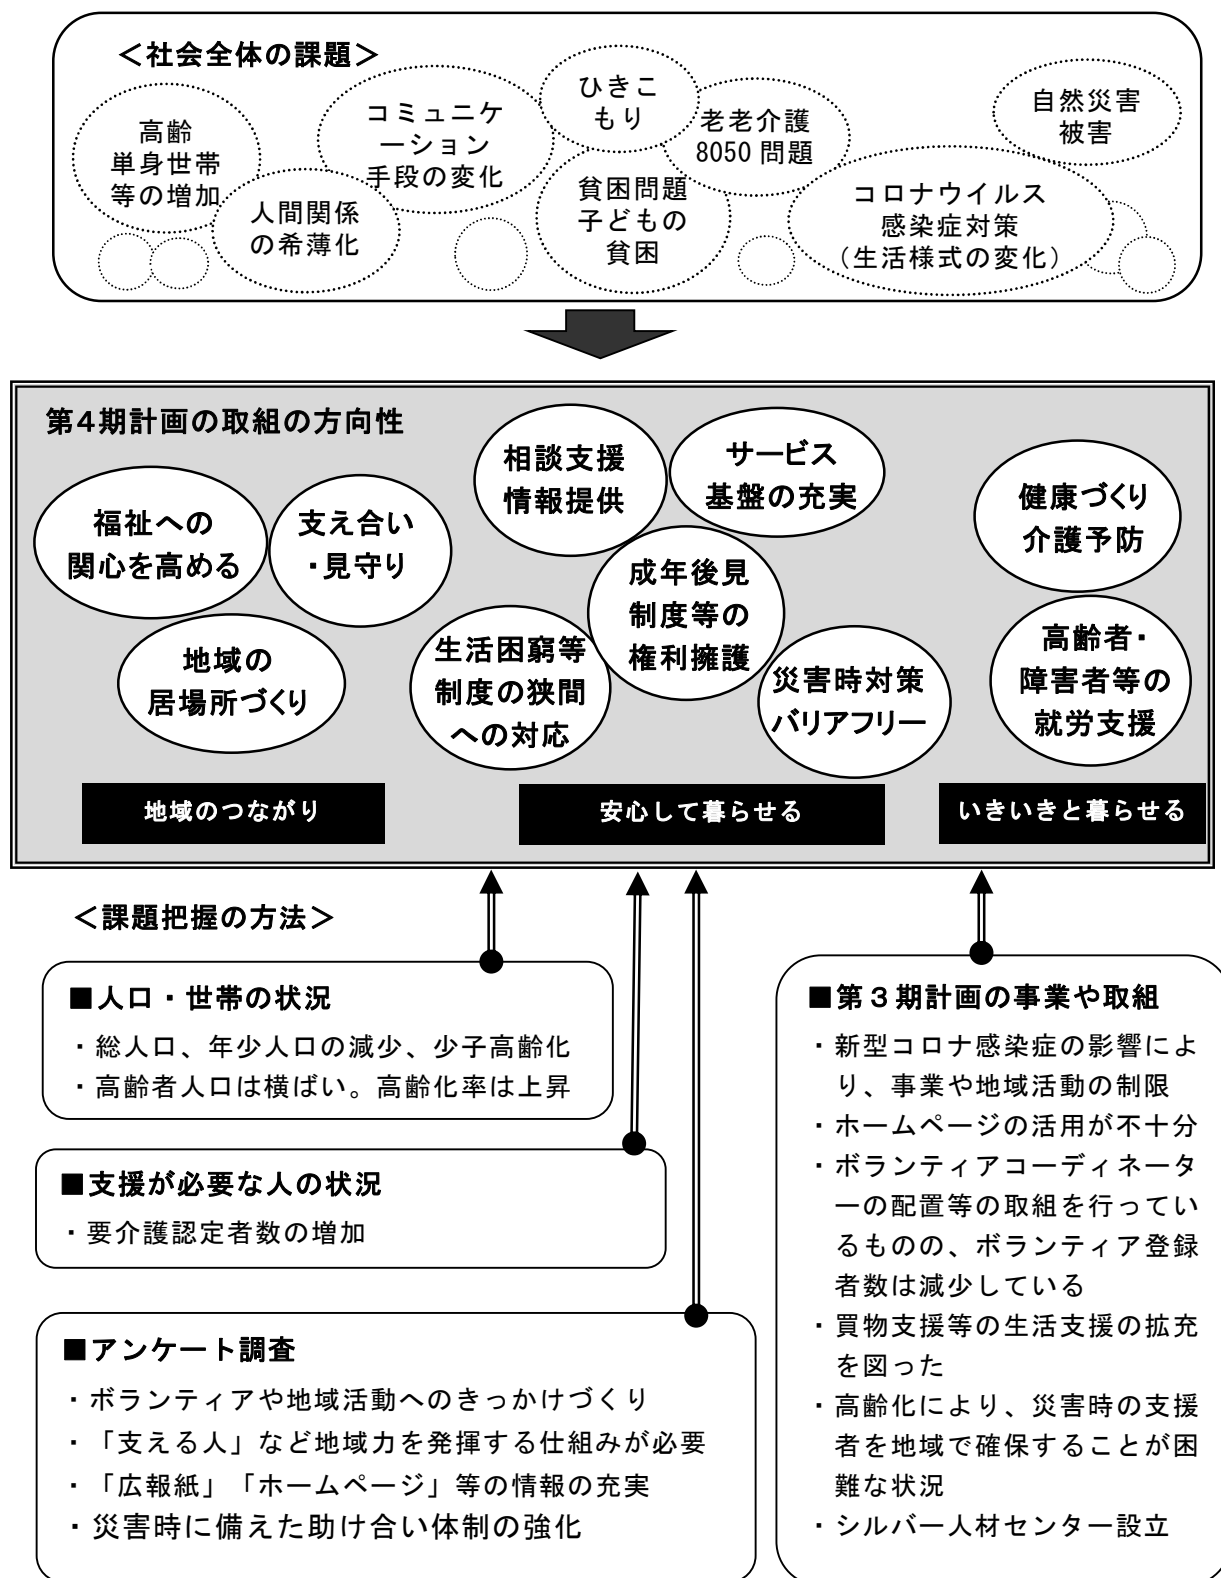 ＜社会全体の課題＞
高齢
単身世帯
等の増加
コミュニケ
ーション
手段の変化
人間関係
の希薄化
ひきこ
もり
老老介護
8050 問題
貧困問題
子どもの
貧困
自然災害
被害
コロナウイルス
感染症対策
（生活様式の変化）
第4期計画の取組の方向性
福祉への
関心を高める
支え合い
・見守り
地域の
居場所づくり
相談支援
情報提供
サービス
基盤の充実
成年後見
制度等の
権利擁護
生活困窮等
制度の狭間
への対応
災害時対策
バリアフリー
健康づくり
介護予防
高齢者・
障害者等の
就労支援
地域のつながり
安心して暮らせる
いきいきと暮らせる
＜課題把握の方法＞
■人口・世帯の状況
・総人口、年少人口の減少、少子高齢化
・高齢者人口は横ばい。高齢化率は上昇
■支援が必要な人の状況
・要介護認定者数の増加
■アンケート調査
・ボランティアや地域活動へのきっかけづくり
・「支える人」など地域力を発揮する仕組みが必要
・「広報紙」「ホームページ」等の情報の充実
・災害時に備えた助け合い体制の強化
■第３期計画の事業や取組
・新型コロナ感染症の影響によ
り、事業や地域活動の制限
・ホームページの活用が不十分
・ボランティアコーディネータ
ーの配置等の取組を行ってい
るものの、ボランティア登録
者数は減少している
・買物支援等の生活支援の拡充
を図った
・高齢化により、災害時の支援
者を地域で確保することが困
難な状況
・シルバー人材センター設立